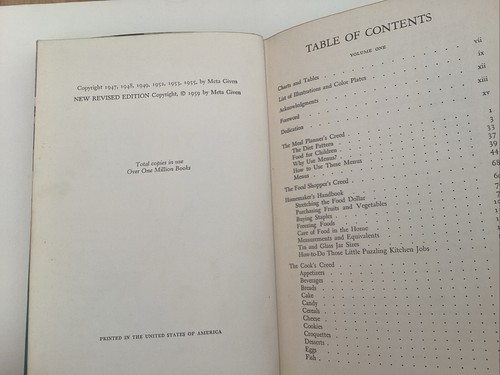 Copyright 1947, 1948, 1949, 1952, 1953, 1955, by Meta Given
NEW REVISED EDITION Copyright, © 1959 by Meta Given
Total copies in use
Over One Million Books
PRINTED IN THE UNITED STATES OF AMERICA
TABLE OF CONTENTS
VOLUME ONE
Charts and Tables vii
List of Illustrations and Color Plates ix
Acknowledgments xii
Foreword xiii
Dedication xv
The Meal Planner's Creed 1
The Diet Pattern 3
Food for Children 33
Why Use Menus? 37
How to Use These Menus 39
Menus 44
The Food Shopper's Creed 68
Homemaker's Handbook
Stretching the Food Dollar
Purchasing Fruits and Vegetables
Buying Staples
Freezing Foods
Care of Food in the Home
Measurements and Equivalents
Tin and Glass Jar Sizes
How-to-Do Those Little Puzzling Kitchen Jobs
The Cook's Creed
Appetizers
Beverages
Breads
Cake
Candy
Cereals
Cheese
Cookies
Croquettes
Desserts
Eggs
Fish